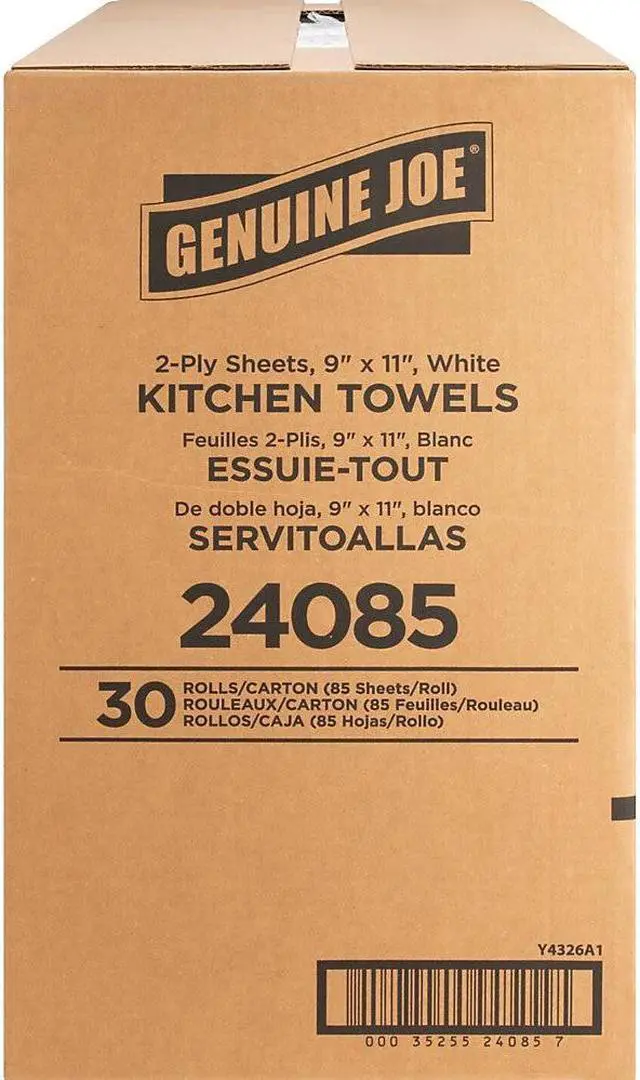 GENUINE JOE®
2-Ply Sheets, 9" x 11", White
KITCHEN TOWELS
Feuilles 2-Plis, 9" x 11", Blanc
ESSUIE-TOUT
De doble hoja, 9" x 11", blanco
SERVITOALLAS
24085
30
ROLLS/CARTON (85 Sheets/Roll)
ROULEAUX/CARTON (85 Feuilles/Rouleau)
ROLLOS/CAJA (85 Hojas/Rollo)
Y4326A1
000 35255 24085 7